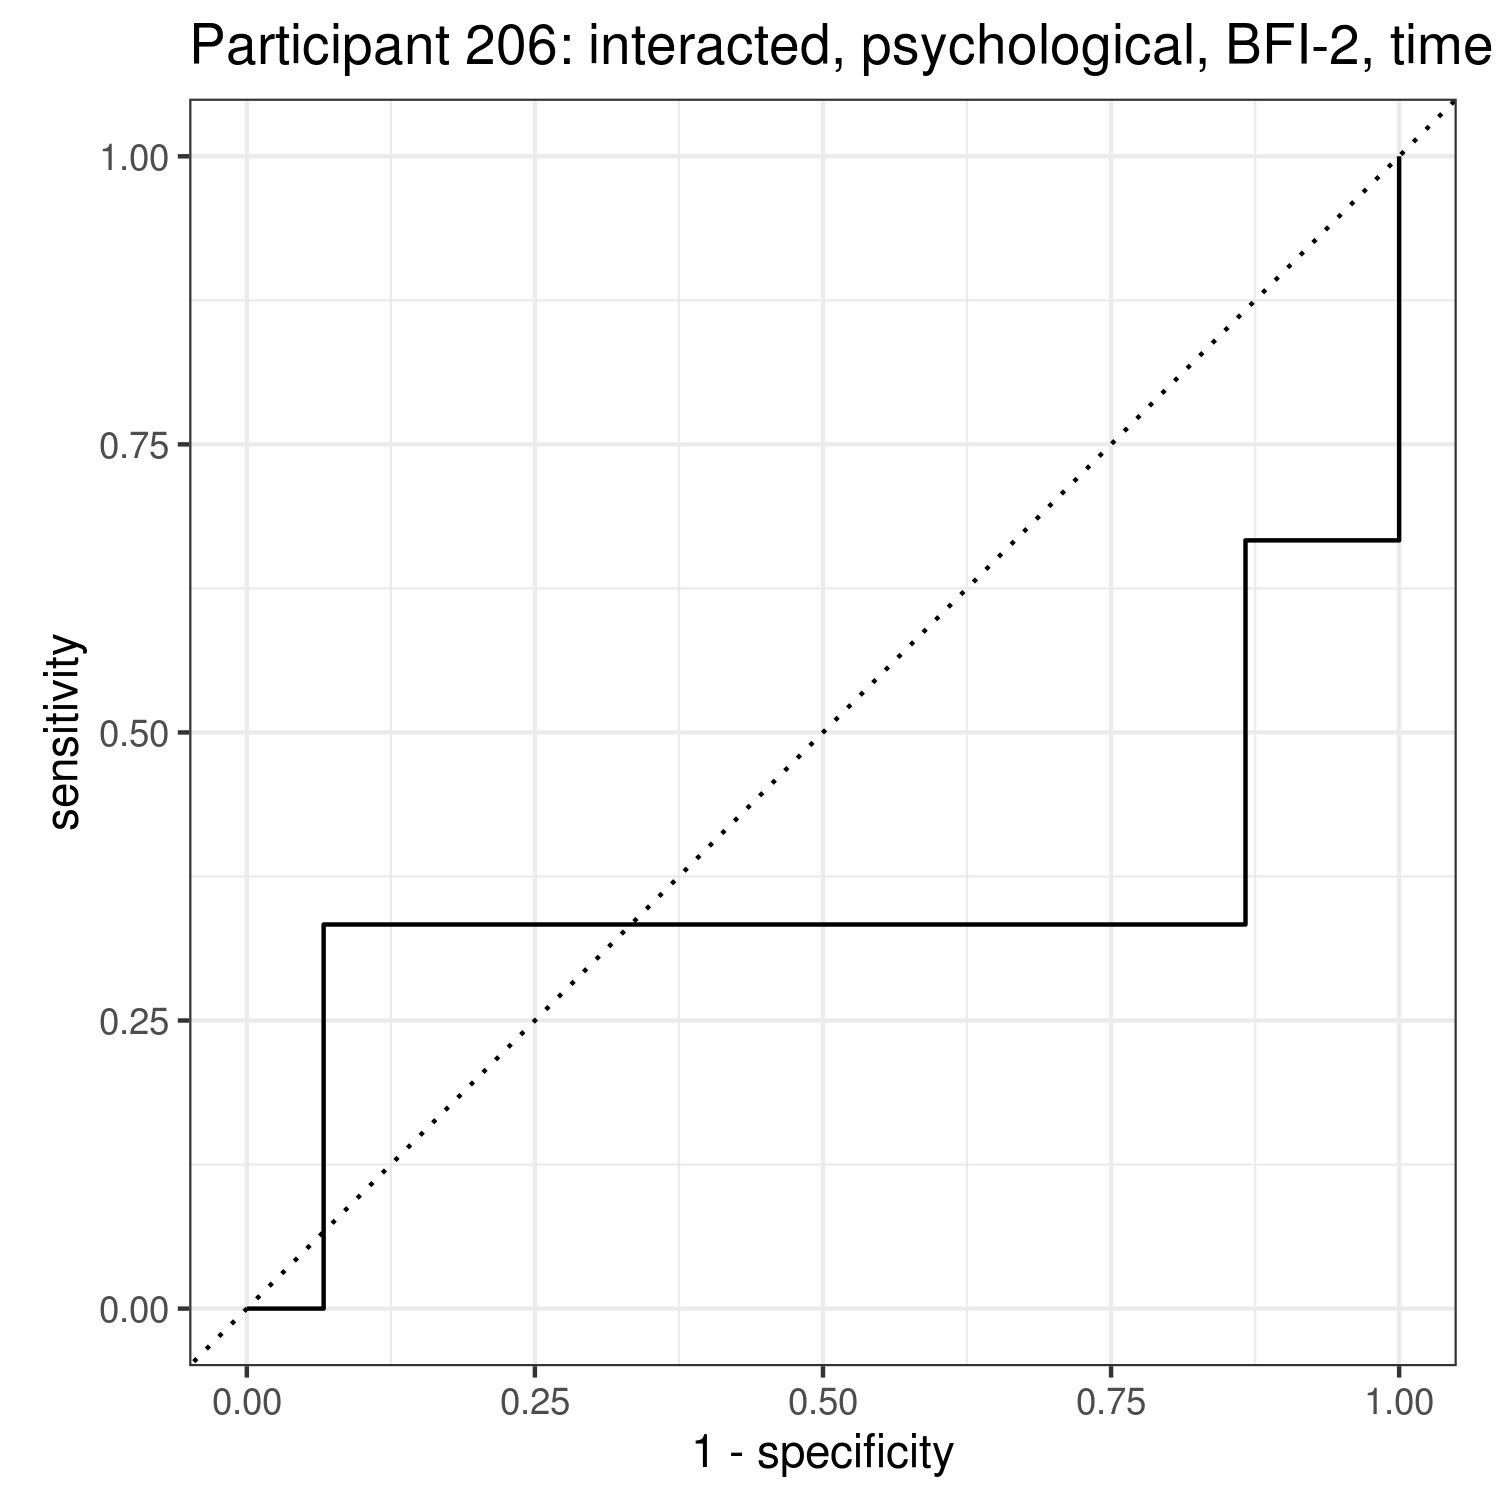 Participant 206: interacted, psychological, BFI-2, time
1.00
0.75
0.50
0.25
0.00
sensitivity
0.00 0.25 0.50 0.75 1.00
1 - specificity